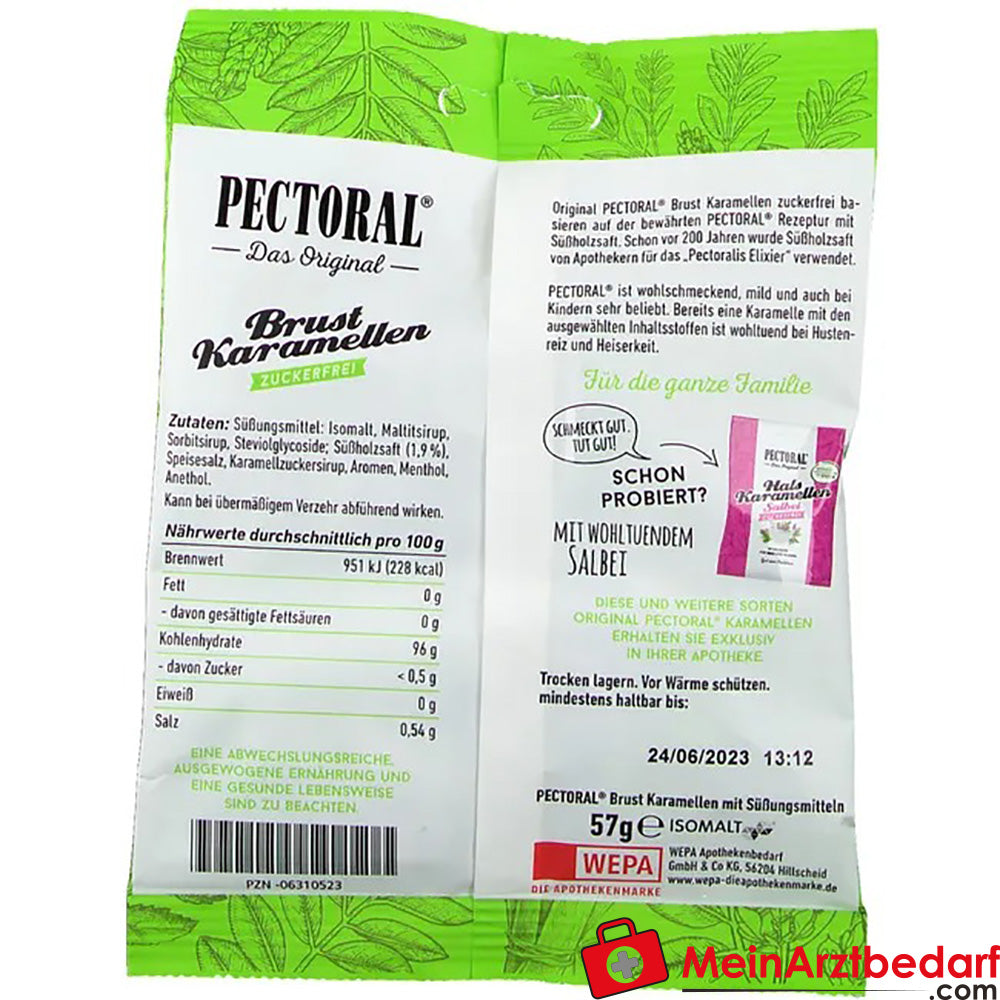 PECTORAL®
Das Original
Brust
Karamellen
ZUCKERFREI
Zutaten: Süßungsmittel: Isomalt, Maltitsirup,
Sorbitsirup, Steviolglycoside; Süßholzsaft (1.9%),
Speisesalz, Karamellzuckersirup, Aromen, Menthol,
Anethol.
Kann bei übermäßigem Verzehr abführend wirken.
Nährwerte durchschnittlich pro 100g
Brennwert 951 kJ (228 kcal)
Fett 0 g
- davon gesättigte Fettsäuren 0 g
Kohlenhydrate 96 g
- davon Zucker < 0,5 g
Eiweiß 0 g
Salz 0,54 g
EINE ABWECHSLUNGSREICHE,
AUSGEWOGENE ERNÄHRUNG UND
EINE GESUNDE LEBENSWEISE
SIND ZU BEACHTEN.
PZN -06310523
Original PECTORAL® Brust Karamellen zuckerfrei ba-
sieren auf der bewährten PECTORAL® Rezeptur mit
Süßholzsaft. Schon vor 200 Jahren wurde Süßholzsaft
von Apothekern für das „Pectoralis Elixier“ verwendet.
PECTORAL® ist wohlschmeckend, mild und auch bei
Kindern sehr beliebt. Bereits eine Karamelle mit den
ausgewählten Inhaltsstoffen ist wohltuend bei Husten-
reiz und Heiserkeit.
Für die ganze Familie
SCHMECKT GUT.
TUT GUT!
SCHON
PROBIERT?
MIT WOHLTUENDEM
SALBEI
PECTORAL®
Das Original
Hals
Karamellen
Salbei
ZUCKERFREI
DIESE UND WEITERE SORTEN
ORIGINAL PECTORAL® KARAMELLEN
ERHALTEN SIE EXKLUSIV
IN IHRER APOTHEKE.
Trocken lagern. Vor Wärme schützen.
mindestens haltbar bis:
24/06/2023 13:12
PECTORAL® Brust Karamellen mit Süßungsmitteln
57g e ISOMALT
WEPA
DIE APOTHEKENMARKE
WEPA Apothekenbedarf
GmbH & Co KG, 56204 Hillscheid
www.wepa-dieapothekenmarke.de
MeinArztbedarf
.com